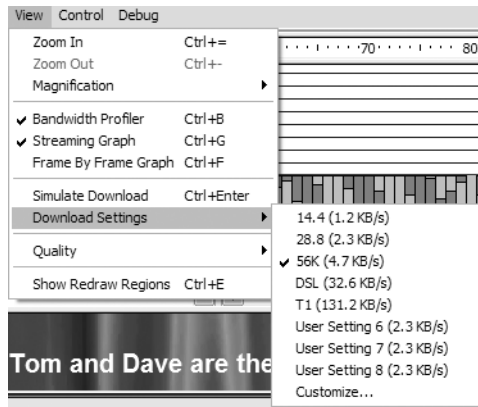 View Control Debug
Zoom In Ctrl+=
Zoom Out Ctrl+-
Magnification
Bandwidth Profiler Ctrl+B
Streaming Graph Ctrl+G
Frame By Frame Graph Ctrl+F
Simulate Download Ctrl+Enter
Download Settings
Quality
Show Redraw Regions Ctrl+E
70 80
14.4 (1.2 KB/s)
28.8 (2.3 KB/s)
56K (4.7 KB/s)
DSL (32.6 KB/s)
T1 (131.2 KB/s)
User Setting 6 (2.3 KB/s)
User Setting 7 (2.3 KB/s)
User Setting 8 (2.3 KB/s)
Customize...
Tom and Dave are the